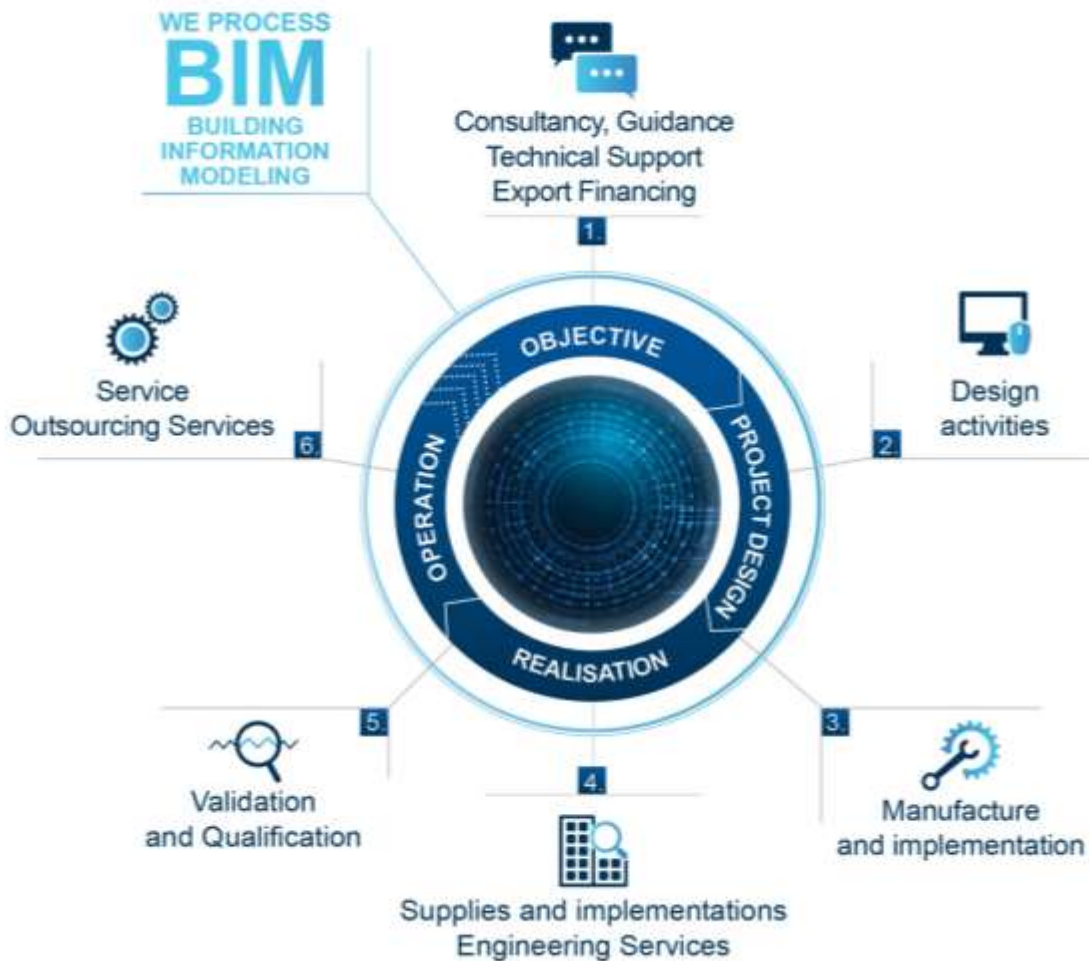 WE PROCESS
BIM
BUILDING
INFORMATION
MODELING
Consultancy, Guidance
Technical Support
Export Financing
1.
OBJECTIVE
PROJECT DESIGN
REALISATION
OPERATION
Design
activities
2.
Manufacture
and implementation
3.
4.
Supplies and implementations
Engineering Services
5.
Validation
and Qualification
Service
Outsourcing Services
6.